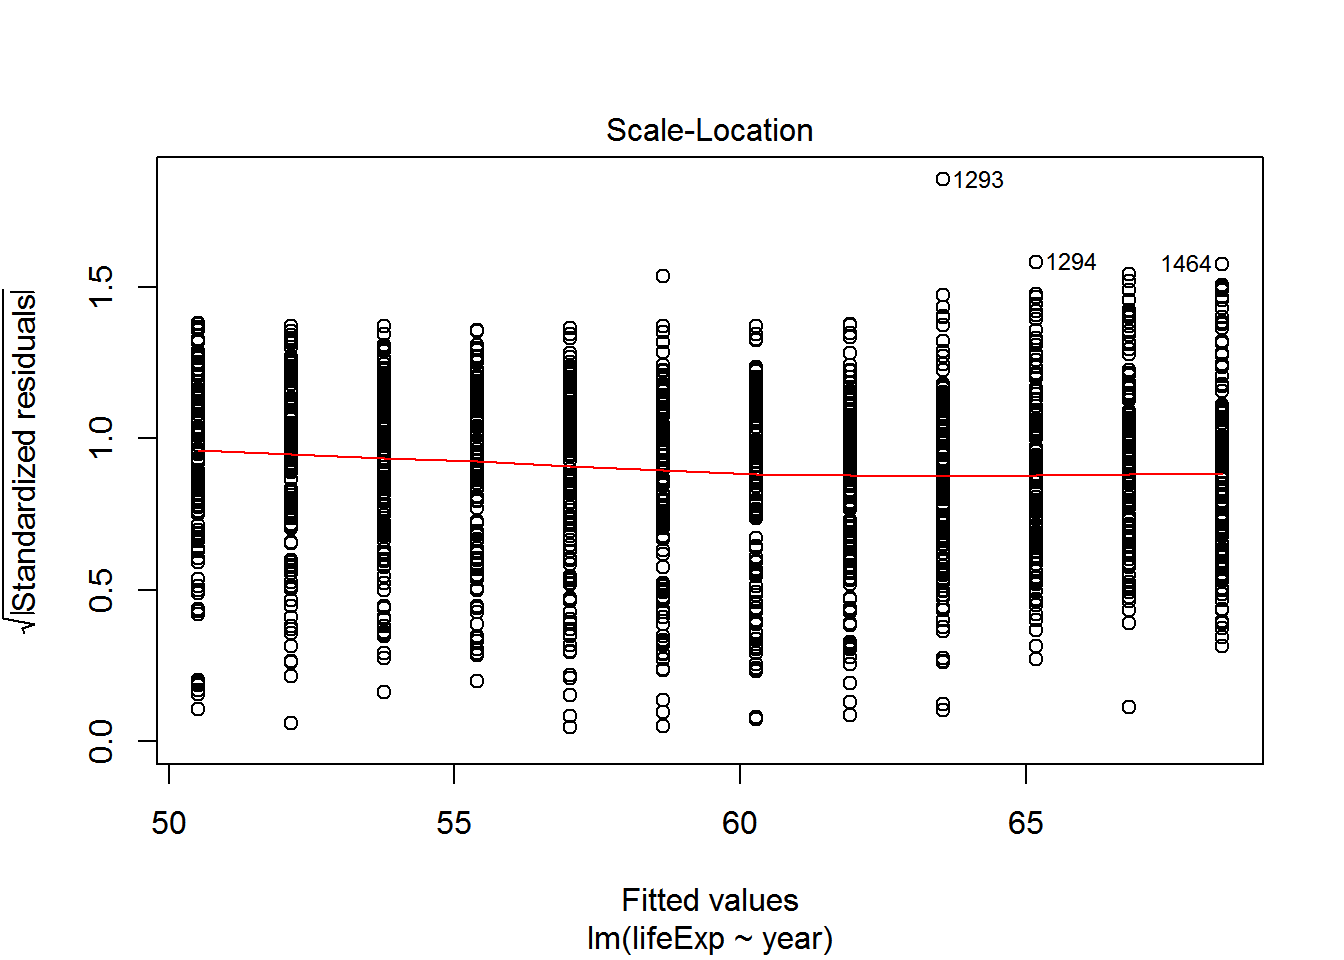 Scale-Location
√|Standardized residuals|
1.5
1.0
0.5
0.0
1293
1294
1464
50 55 60 65
Fitted values
lm(lifeExp ~ year)